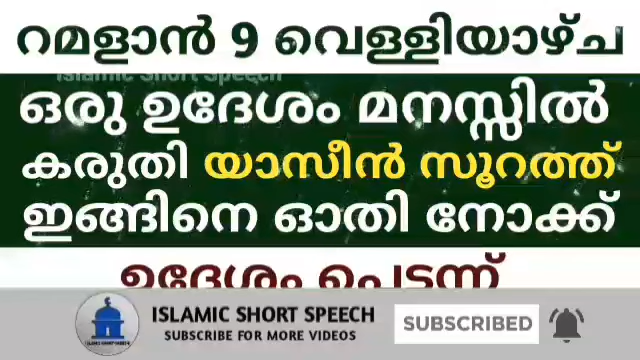 റമളാൻ 9 വെള്ളിയാഴ്ച
Islamic Short Speech
ഒരു ഉദേശം മനസ്സിൽ
കരുതി യാസീൻ സൂറത്ത്
ഇങ്ങിനെ ഓതി നോക്ക്
ഉദേശം പെടന്ന്
ISLAMIC SHORT SPEECH
SUBSCRIBE FOR MORE VIDEOS
SUBSCRIBED